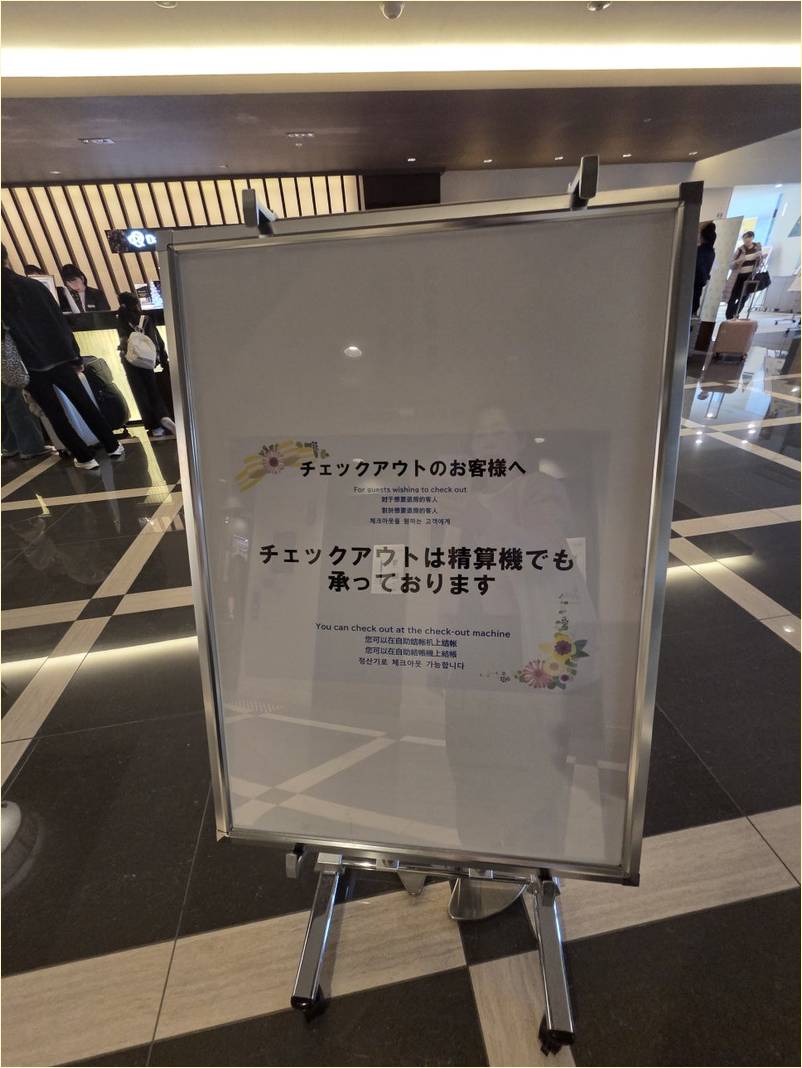 チェックアウトのお客様へ
For guests wishing to check out
对于想要退房的客人
對於想要退房的客人
체크아웃을 원하는 고객에게
チェックアウトは精算機でも
承っております
You can check out at the check-out machine
您可以在自助结帐机上结帐
您可以在自助結帳機上結帳
정산기로 체크아웃 가능합니다